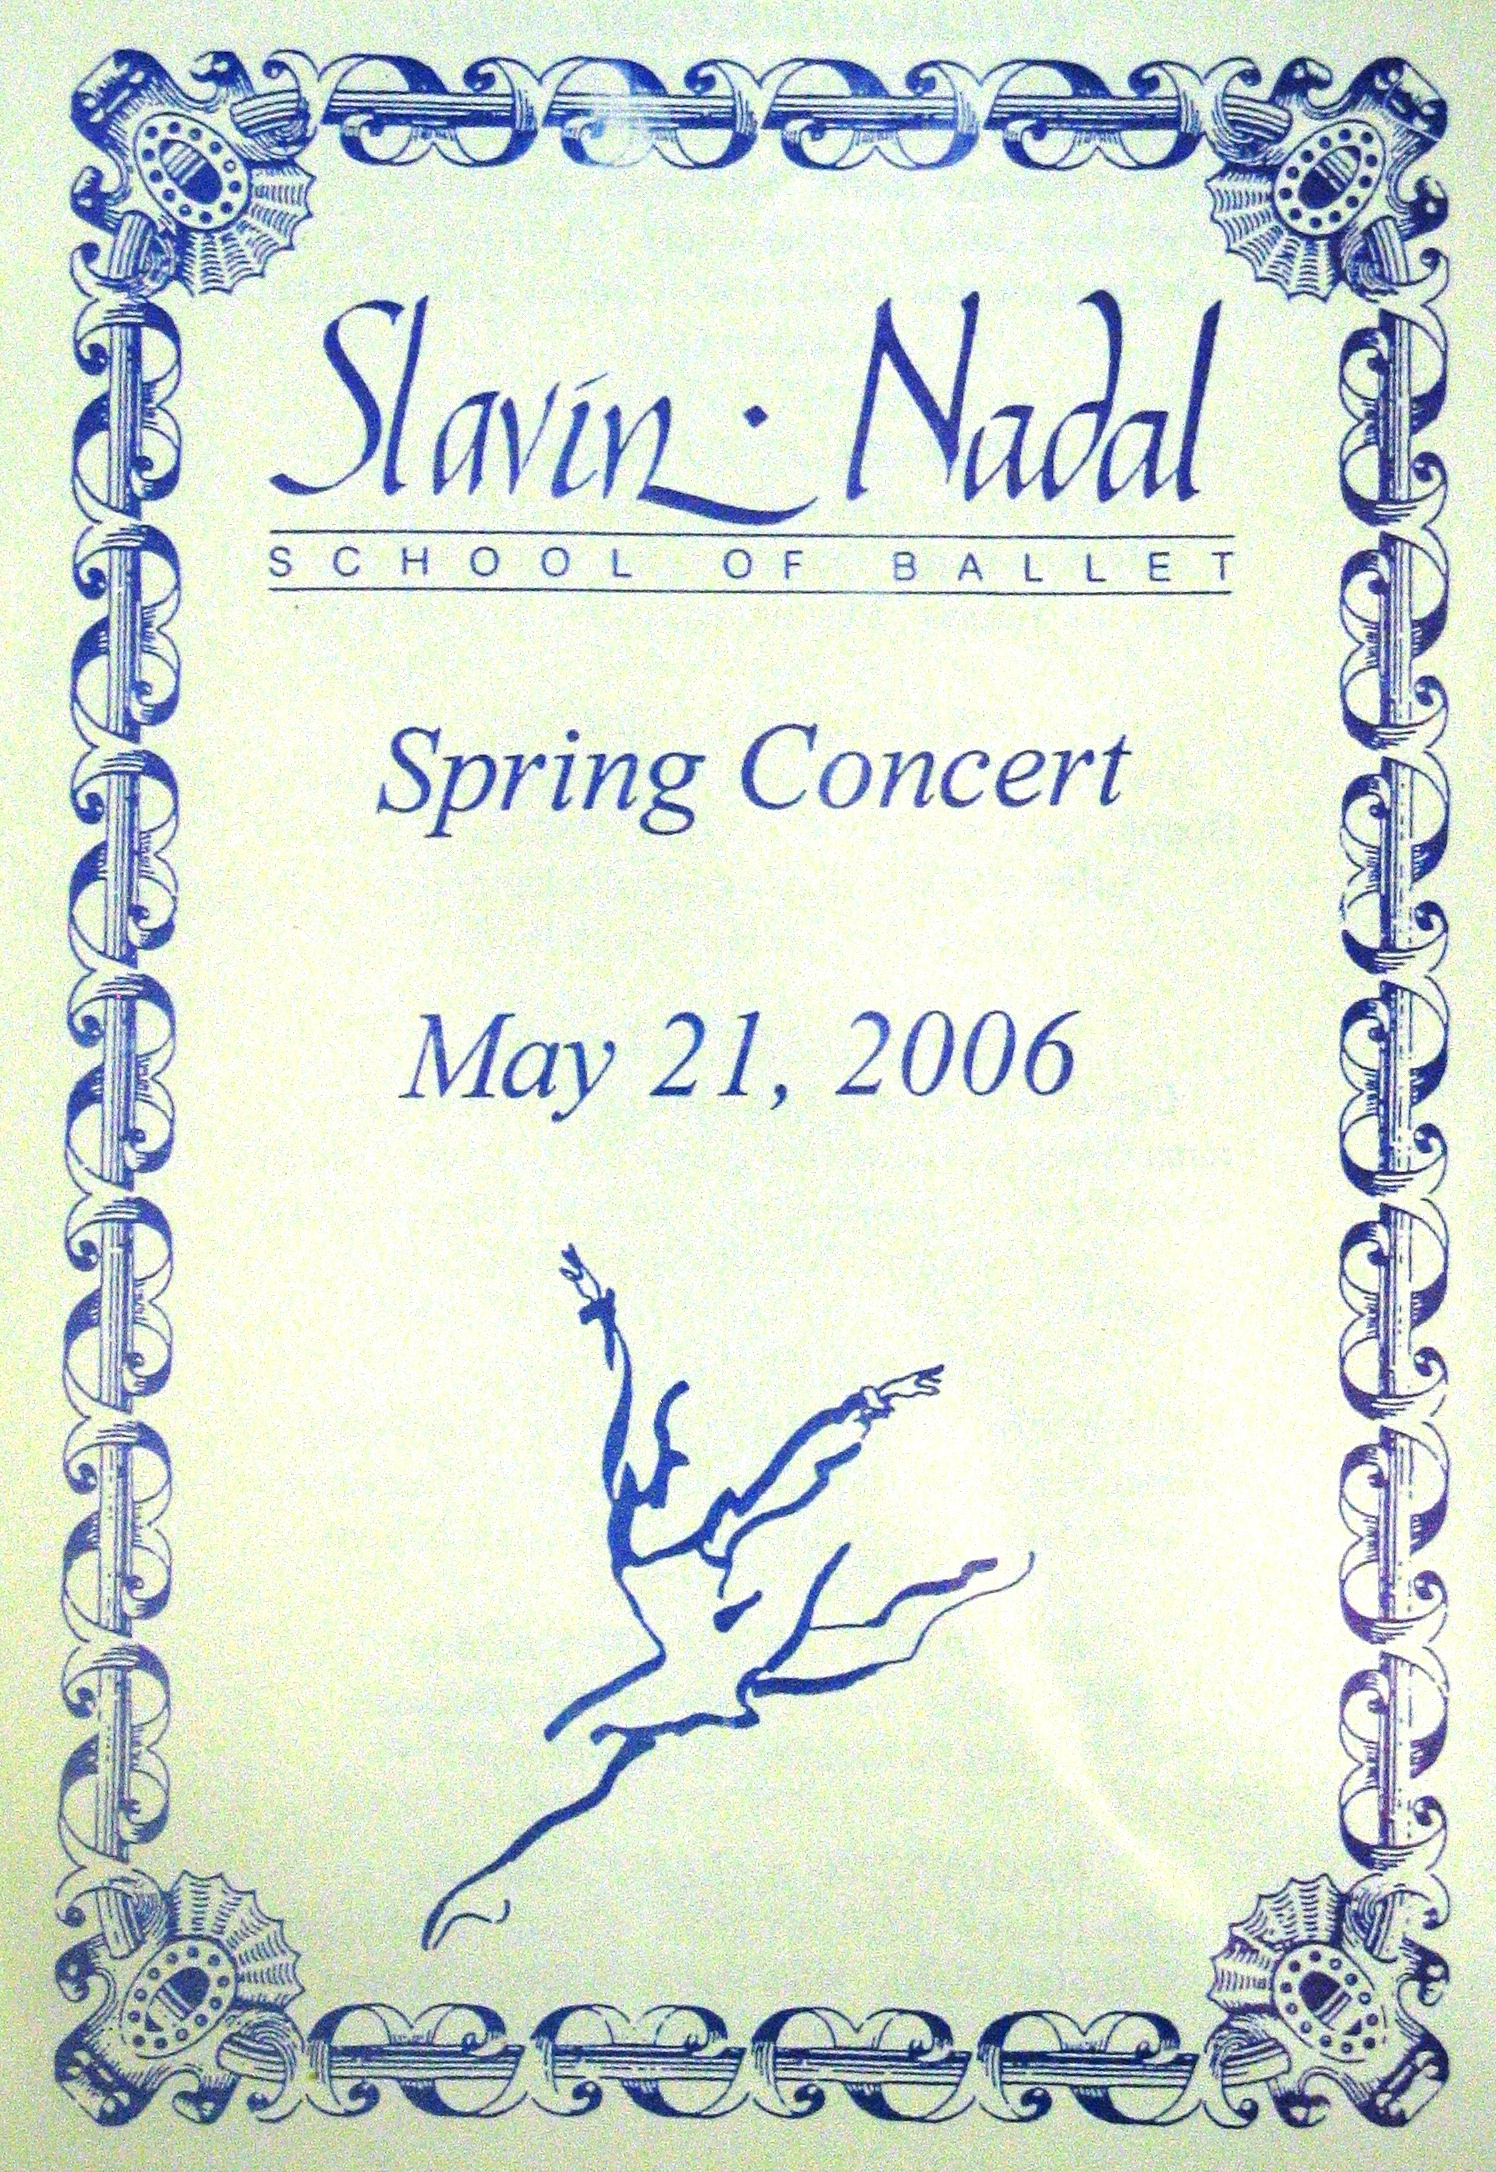 Slavin · Nadal
SCHOOL OF BALLET
Spring Concert
May 21, 2006